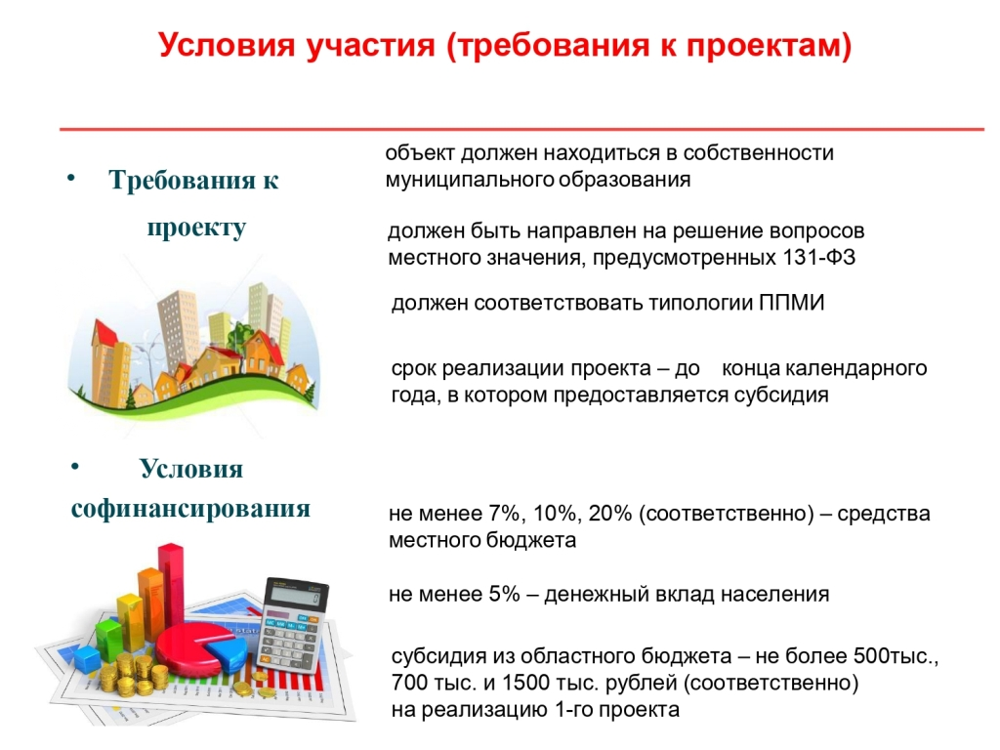 Условия участия (требования к проектам)
• Требования к
проекту
объект должен находиться в собственности
муниципального образования
должен быть направлен на решение вопросов
местного значения, предусмотренных 131-ФЗ
должен соответствовать типологии ППМИ
срок реализации проекта – до конца календарного
года, в котором предоставляется субсидия
• Условия
софинансирования
не менее 7%, 10%, 20% (соответственно) – средства
местного бюджета
не менее 5% – денежный вклад населения
субсидия из областного бюджета – не более 500тыс.,
700 тыс. и 1500 тыс. рублей (соответственно)
на реализацию 1-го проекта